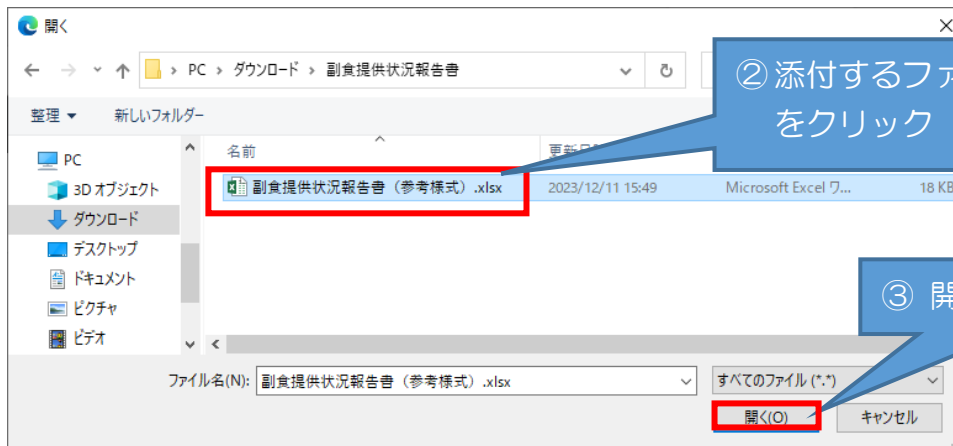 開く
PC › ダウンロード › 副食提供状況報告書
② 添付するファ
をクリック
整理 新しいフォルダー
名前
PC
3D オブジェクト
ダウンロード
デスクトップ
ドキュメント
ピクチャ
ビデオ
副食提供状況報告書（参考様式）.xlsx 2023/12/11 15:49 Microsoft Excel ワ... 18 KB
③ 開
ファイル名(N): 副食提供状況報告書（参考様式）.xlsx すべてのファイル (*.*)
開く(O) キャンセル